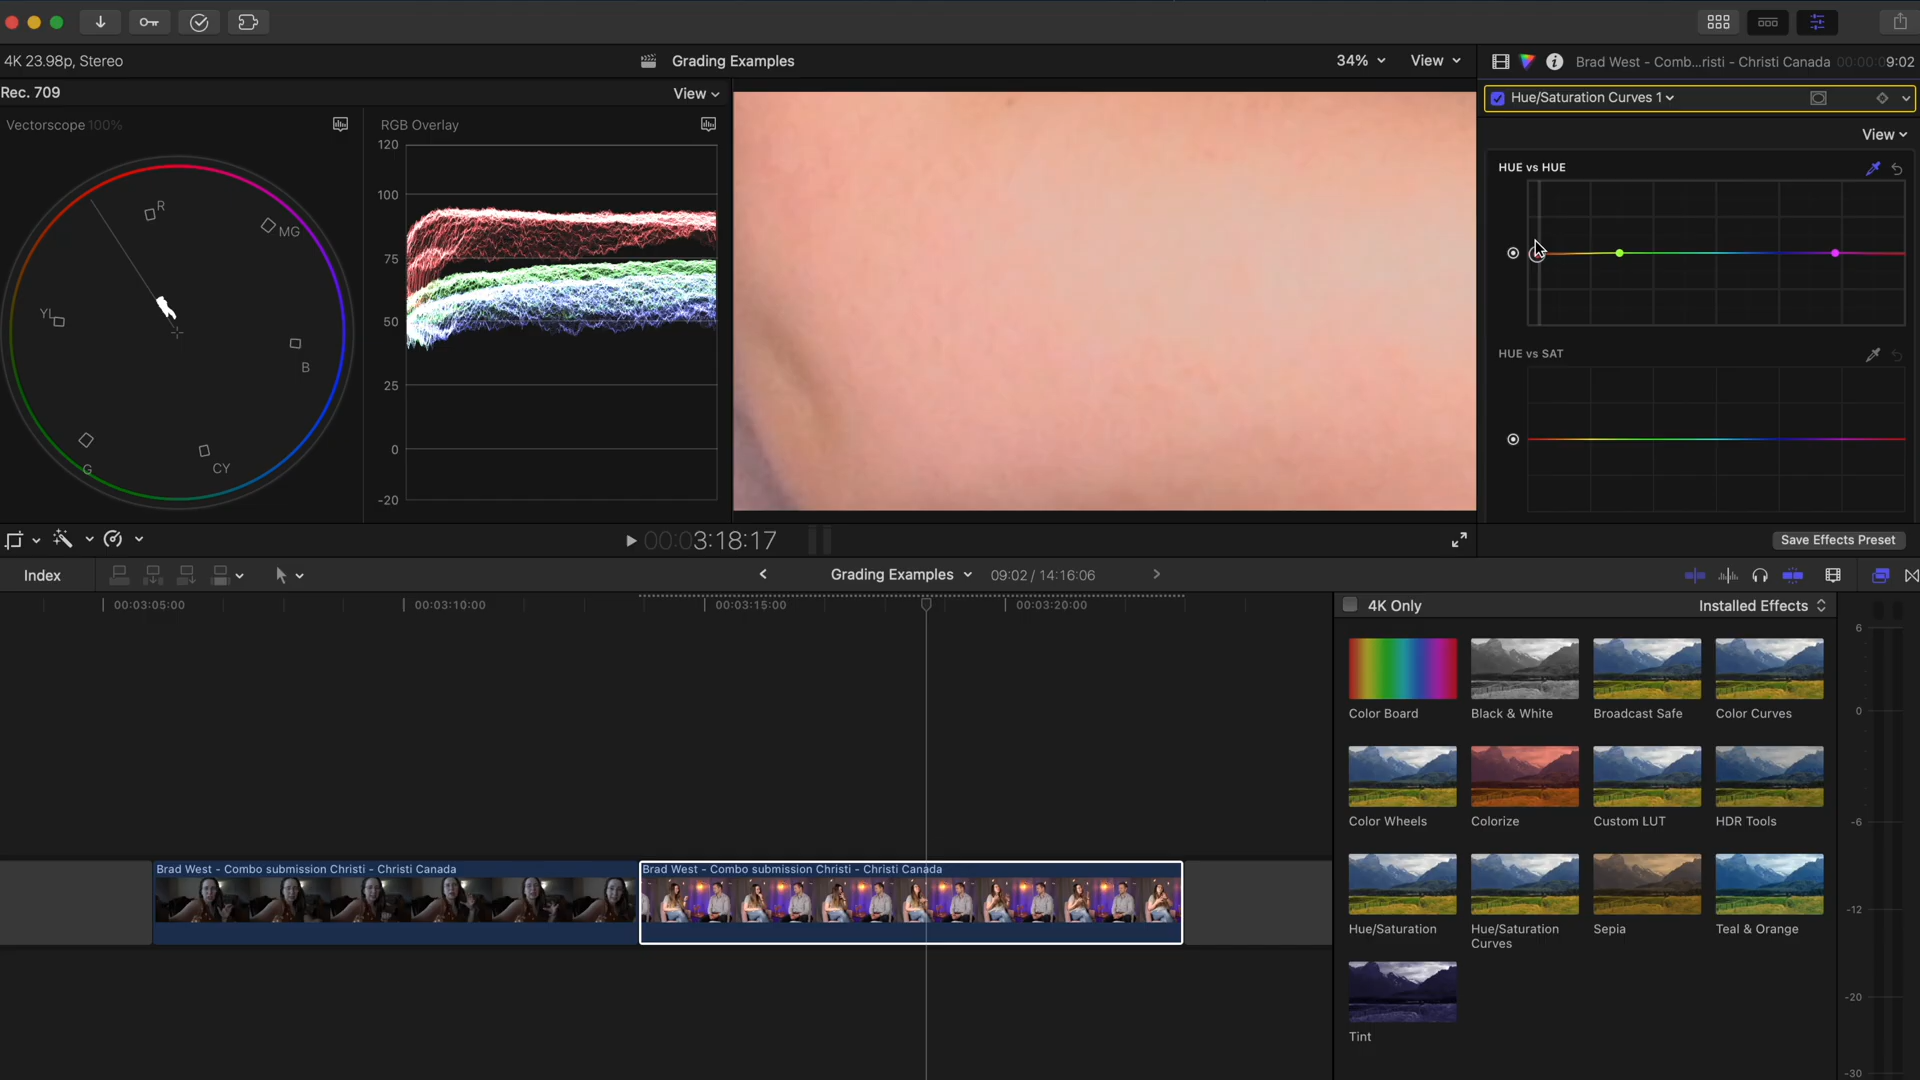 4K 23.98p, Stereo
Grading Examples
34%
View
Brad West - Comb...risti - Christi Canada
00:00:09:02
Rec. 709
View
Hue/Saturation Curves 1
Vectorscope 100%
RGB Overlay
View
120
100
75
50
25
0
-20
R
MG
YL
B
G
CY
HUE vs HUE
HUE vs SAT
00:03:18:17
Save Effects Preset
Index
Grading Examples
09:02 / 14:16:06
00:03:05:00
00:03:10:00
00:03:15:00
00:03:20:00
4K Only
Installed Effects
Color Board
Black & White
Broadcast Safe
Color Curves
Color Wheels
Colorize
Custom LUT
HDR Tools
Hue/Saturation
Hue/Saturation
Curves
Sepia
Teal & Orange
Tint
Brad West - Combo submission Christi - Christi Canada
Brad West - Combo submission Christi - Christi Canada
6
0
-6
-12
-20
-30